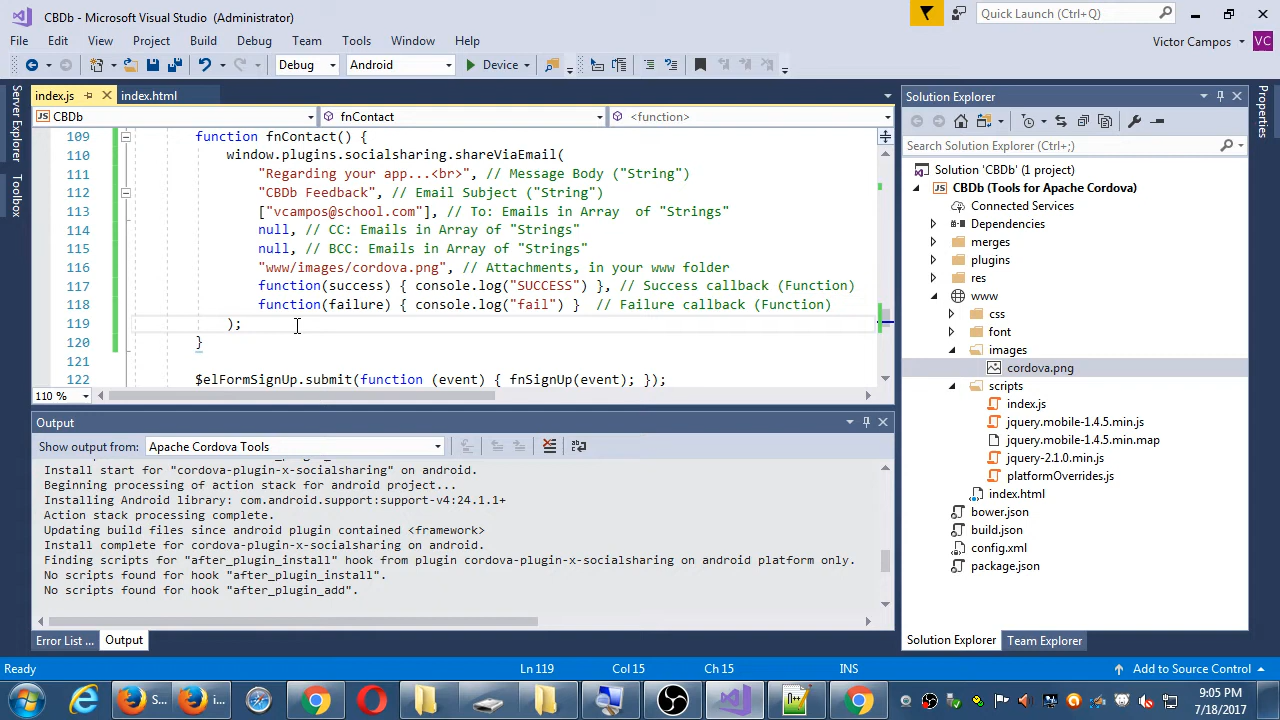 CBDb - Microsoft Visual Studio (Administrator)
Quick Launch (Ctrl+Q)
File Edit View Project Build Debug Team Tools Window Help
Victor Campos VC
Debug Android Device
index.js index.html
CBDb fnContact <function>
109 function fnContact() {
110 window.plugins.socialsharing.shareViaEmail(
111 "Regarding your app...<br>", // Message Body ("String")
112 "CBDb Feedback", // Email Subject ("String")
113 ["vcampos@school.com"], // To: Emails in Array  of "Strings"
114 null, // CC: Emails in Array of "Strings"
115 null, // BCC: Emails in Array of "Strings"
116 "www/images/cordova.png", // Attachments, in your www folder
117 function(success) { console.log("SUCCESS") }, // Success callback (Function)
118 function(failure) { console.log("fail") }  // Failure callback (Function)
119 );
120 }
121
122 $elFormSignUp.submit(function (event) { fnSignUp(event); });
110 %
Output
Show output from: Apache Cordova Tools
Install start for "cordova-plugin-x-socialsharing" on android.
Beginning processing of action stack for android project...
Installing Android library: com.android.support:support-v4:24.1.1+
Action stack processing complete.
Updating build files since android plugin contained <framework>
Install complete for cordova-plugin-x-socialsharing on android.
Finding scripts for "after_plugin_install" hook from plugin cordova-plugin-x-socialsharing on android platform only.
No scripts found for hook "after_plugin_install".
No scripts found for hook "after_plugin_add".
Error List ... Output
Server Explorer
Toolbox
Solution Explorer
Search Solution Explorer (Ctrl+;)
Solution 'CBDb' (1 project)
CBDb (Tools for Apache Cordova)
Connected Services
Dependencies
merges
plugins
res
www
css
font
images
cordova.png
scripts
index.js
jquery.mobile-1.4.5.min.js
jquery.mobile-1.4.5.min.map
jquery-2.1.0.min.js
platformOverrides.js
index.html
bower.json
build.json
config.xml
package.json
Solution Explorer Team Explorer
Properties
Ready Ln 119 Col 15 Ch 15 INS Add to Source Control
S... i...
9:05 PM
7/18/2017